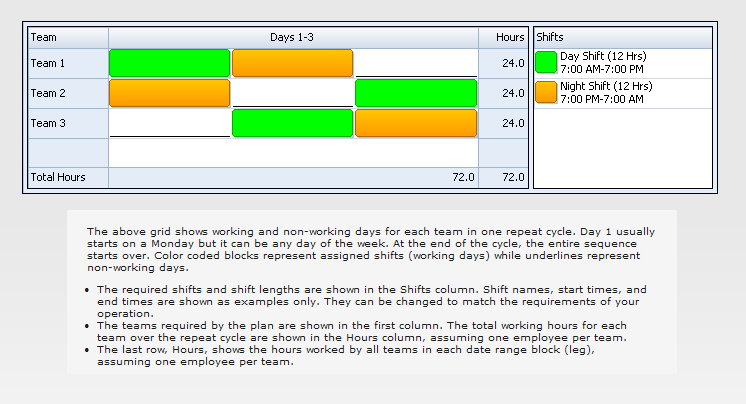 Team Days 1-3 Hours Shifts
Team 1 24.0 Day Shift (12 Hrs)
7:00 AM-7:00 PM
Team 2 24.0 Night Shift (12 Hrs)
7:00 PM-7:00 AM
Team 3 24.0
Total Hours 72.0 72.0
The above grid shows working and non-working days for each team in one repeat cycle. Day 1 usually
starts on a Monday but it can be any day of the week. At the end of the cycle, the entire sequence
starts over. Color coded blocks represent assigned shifts (working days) while underlines represent
non-working days.
• The required shifts and shift lengths are shown in the Shifts column. Shift names, start times, and
end times are shown as examples only. They can be changed to match the requirements of your
operation.
• The teams required by the plan are shown in the first column. The total working hours for each
team over the repeat cycle are shown in the Hours column, assuming one employee per team.
• The last row, Hours, shows the hours worked by all teams in each date range block (leg),
assuming one employee per team.